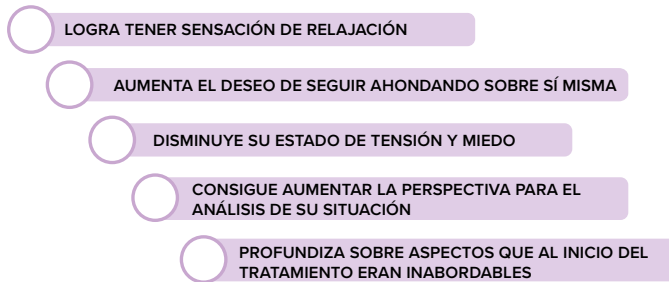 LOGRA TENER SENSACIÓN DE RELAJACIÓN
AUMENTA EL DESEO DE SEGUIR AHONDANDO SOBRE SÍ MISMA
DISMINUYE SU ESTADO DE TENSIÓN Y MIEDO
CONSIGUE AUMENTAR LA PERSPECTIVA PARA EL
ANÁLISIS DE SU SITUACIÓN
PROFUNDIZA SOBRE ASPECTOS QUE AL INICIO DEL
TRATAMIENTO ERAN INABORDABLES